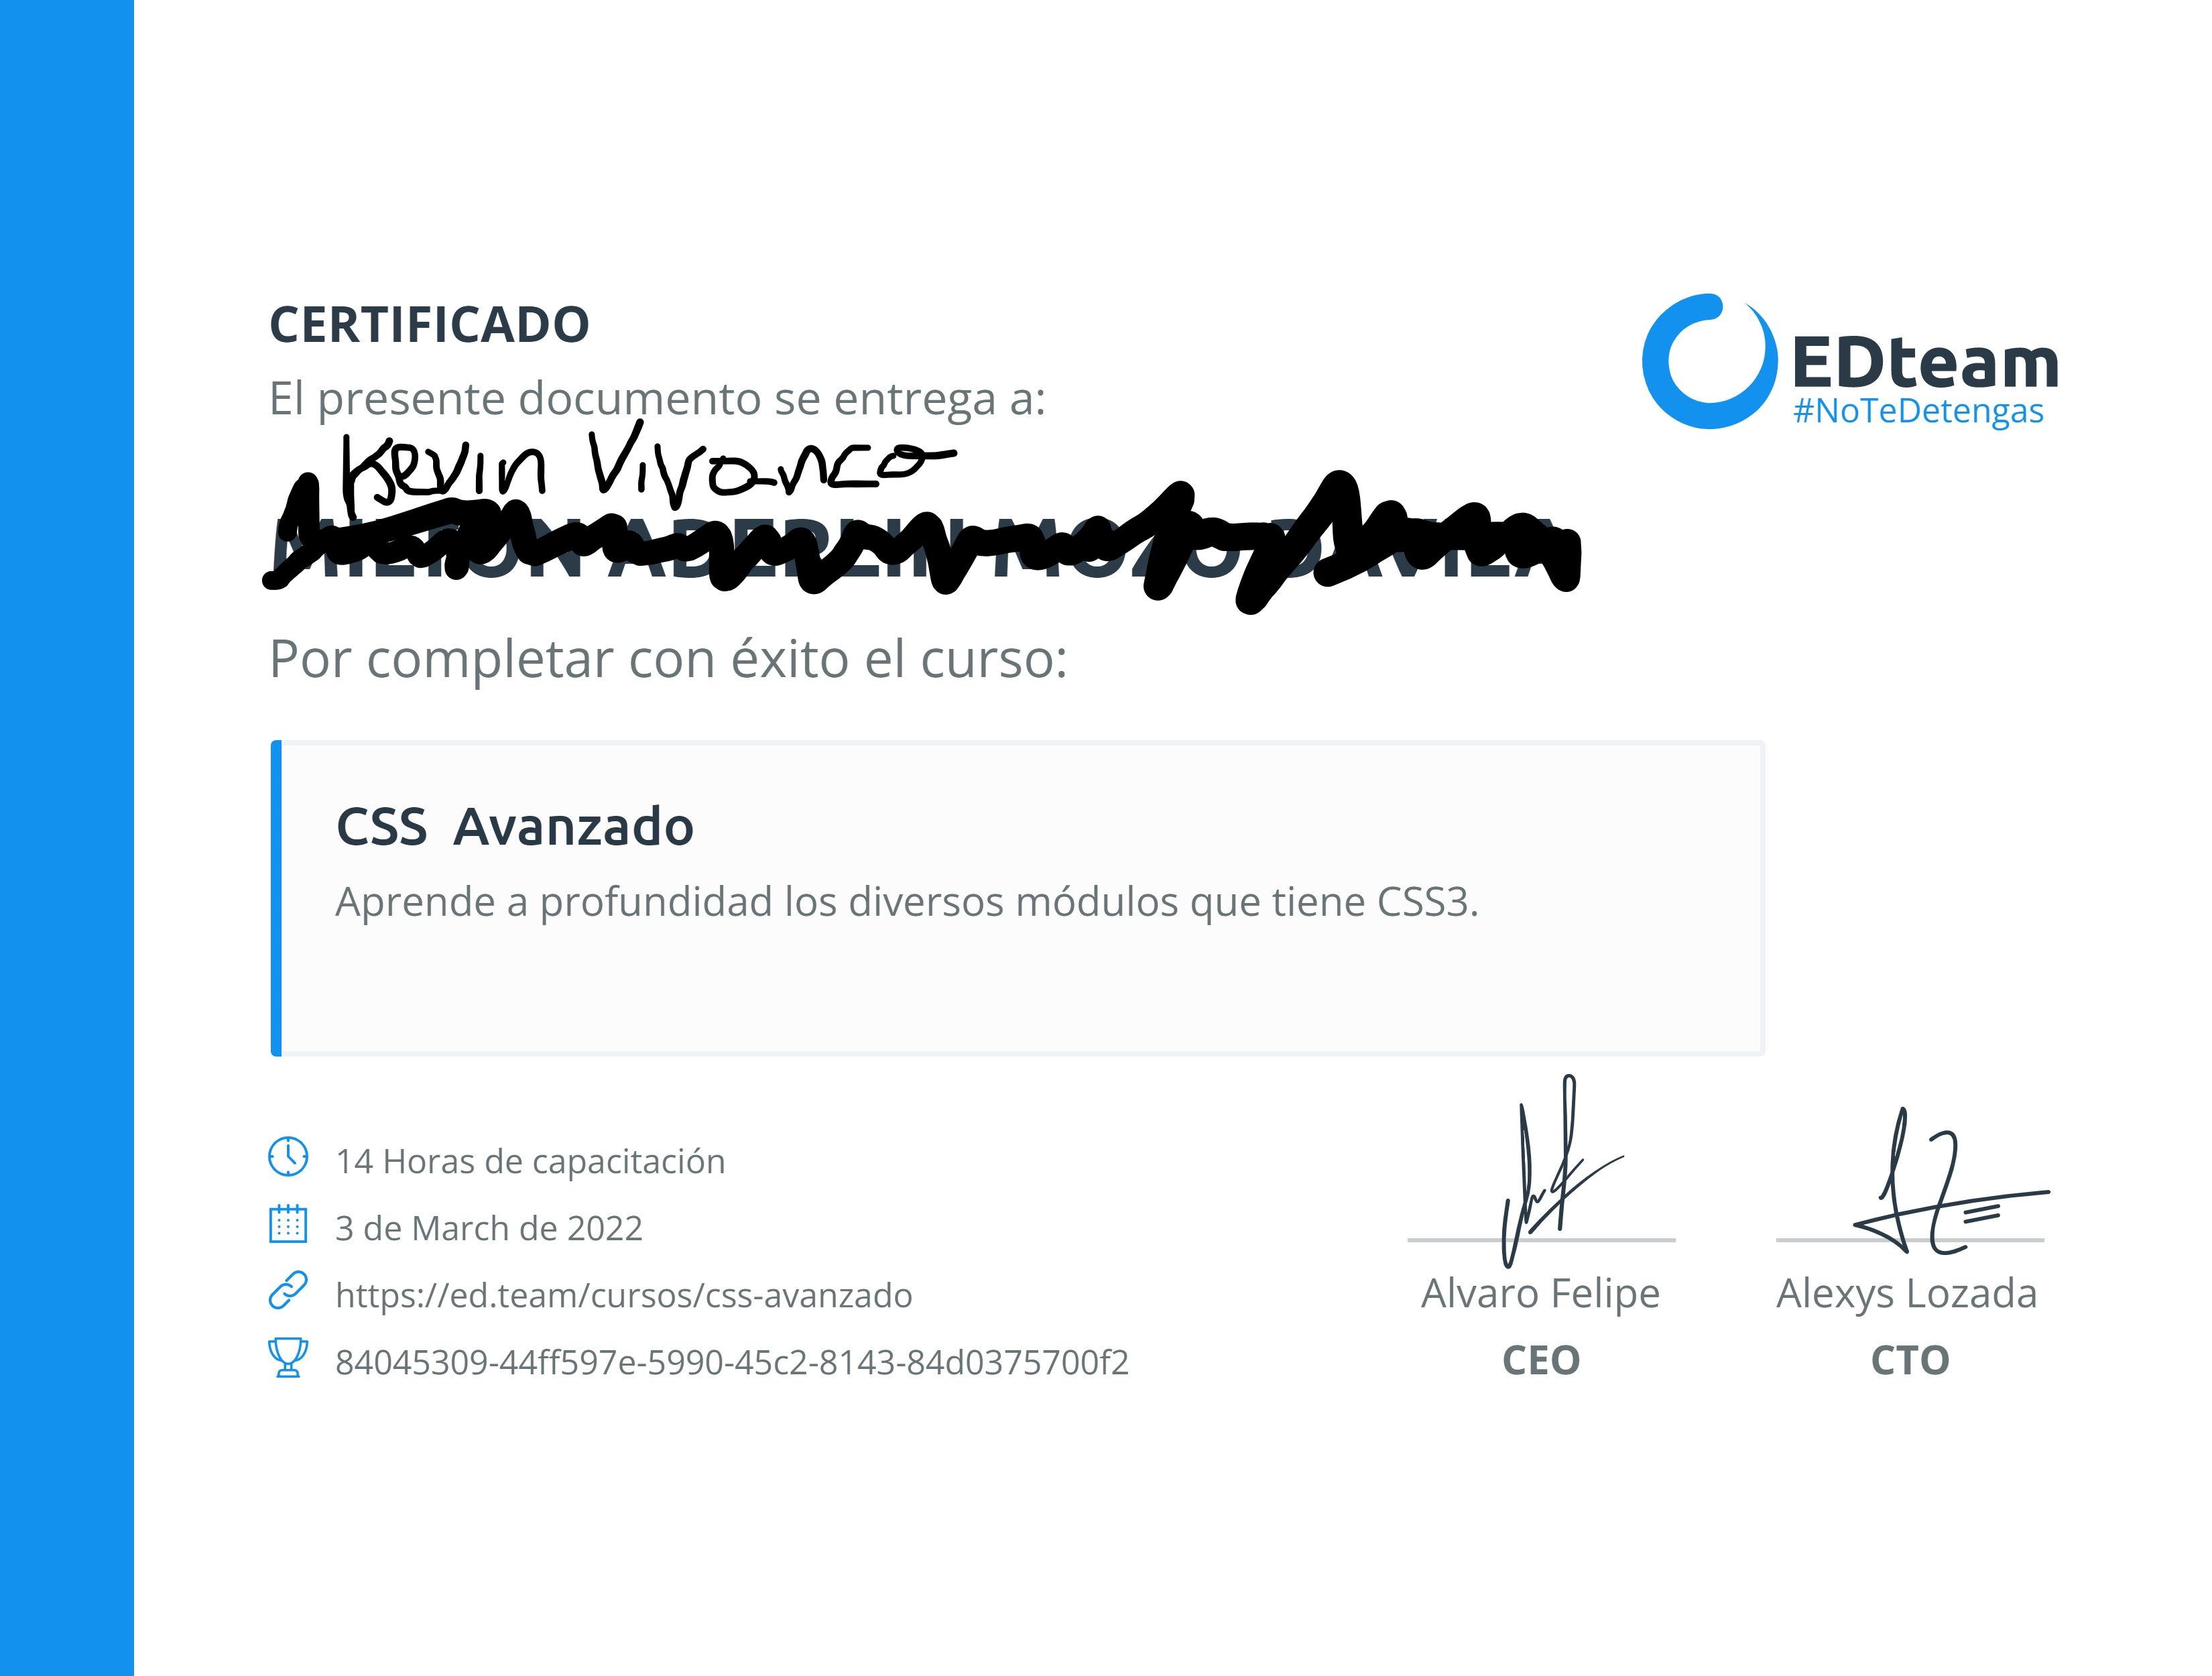 CERTIFICADO
El presente documento se entrega a:
Kevin Vivanco
Por completar con éxito el curso:
CSS Avanzado
Aprende a profundidad los diversos módulos que tiene CSS3.
14 Horas de capacitación
3 de March de 2022
https://ed.team/cursos/css-avanzado
84045309-44ff597e-5990-45c2-8143-84d0375700f2
EDteam
#NoTeDetengas
Alvaro Felipe
CEO
Alexys Lozada
CTO